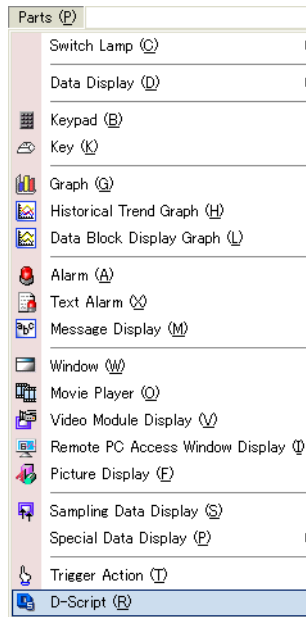 Parts (P)
Switch Lamp (C)
Data Display (D)
Keypad (B)
Key (K)
Graph (G)
Historical Trend Graph (H)
Data Block Display Graph (L)
Alarm (A)
Text Alarm (X)
Message Display (M)
Window (W)
Movie Player (O)
Video Module Display (V)
Remote PC Access Window Display (I)
Picture Display (F)
Sampling Data Display (S)
Special Data Display (P)
Trigger Action (T)
D-Script (R)